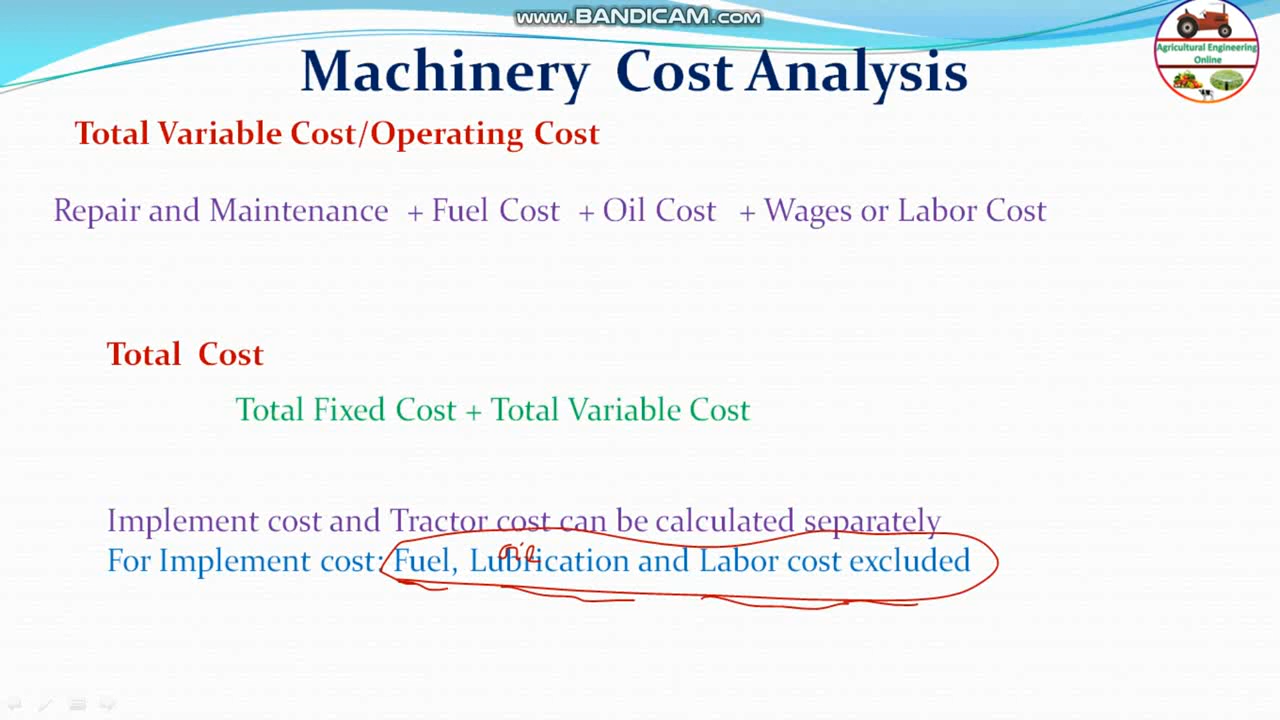 www.BANDICAM.com
Agricultural Engineering
Online
Machinery Cost Analysis
Total Variable Cost/Operating Cost
Repair and Maintenance + Fuel Cost + Oil Cost + Wages or Labor Cost
Total Cost
Total Fixed Cost + Total Variable Cost
Implement cost and Tractor cost can be calculated separately
oil
For Implement cost: Fuel, Lubrication and Labor cost excluded